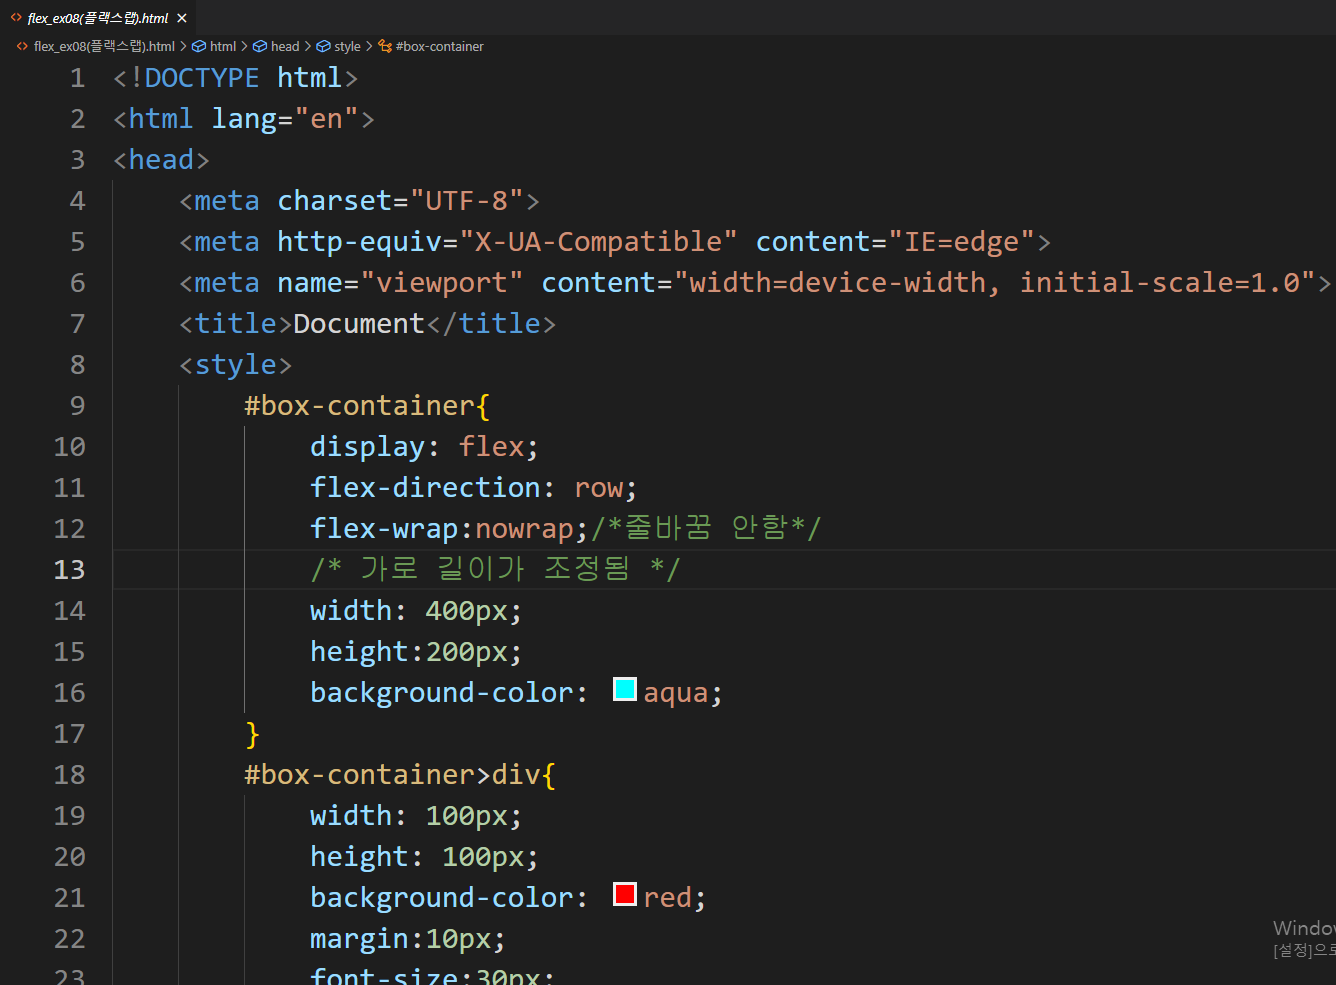 flex_ex08(플랙스랩).html
flex_ex08(플랙스랩).html > html > head > style > #box-container
1 <!DOCTYPE html>
2 <html lang="en">
3 <head>
4 <meta charset="UTF-8">
5 <meta http-equiv="X-UA-Compatible" content="IE=edge">
6 <meta name="viewport" content="width=device-width, initial-scale=1.0">
7 <title>Document</title>
8 <style>
9 #box-container{
10 display: flex;
11 flex-direction: row;
12 flex-wrap:nowrap;/*줄바꿈 안함*/
13 /* 가로 길이가 조정됨 */
14 width: 400px;
15 height:200px;
16 background-color: aqua;
17 }
18 #box-container>div{
19 width: 100px;
20 height: 100px;
21 background-color: red;
22 margin:10px;
23 font-size:30px;
[설정]으로